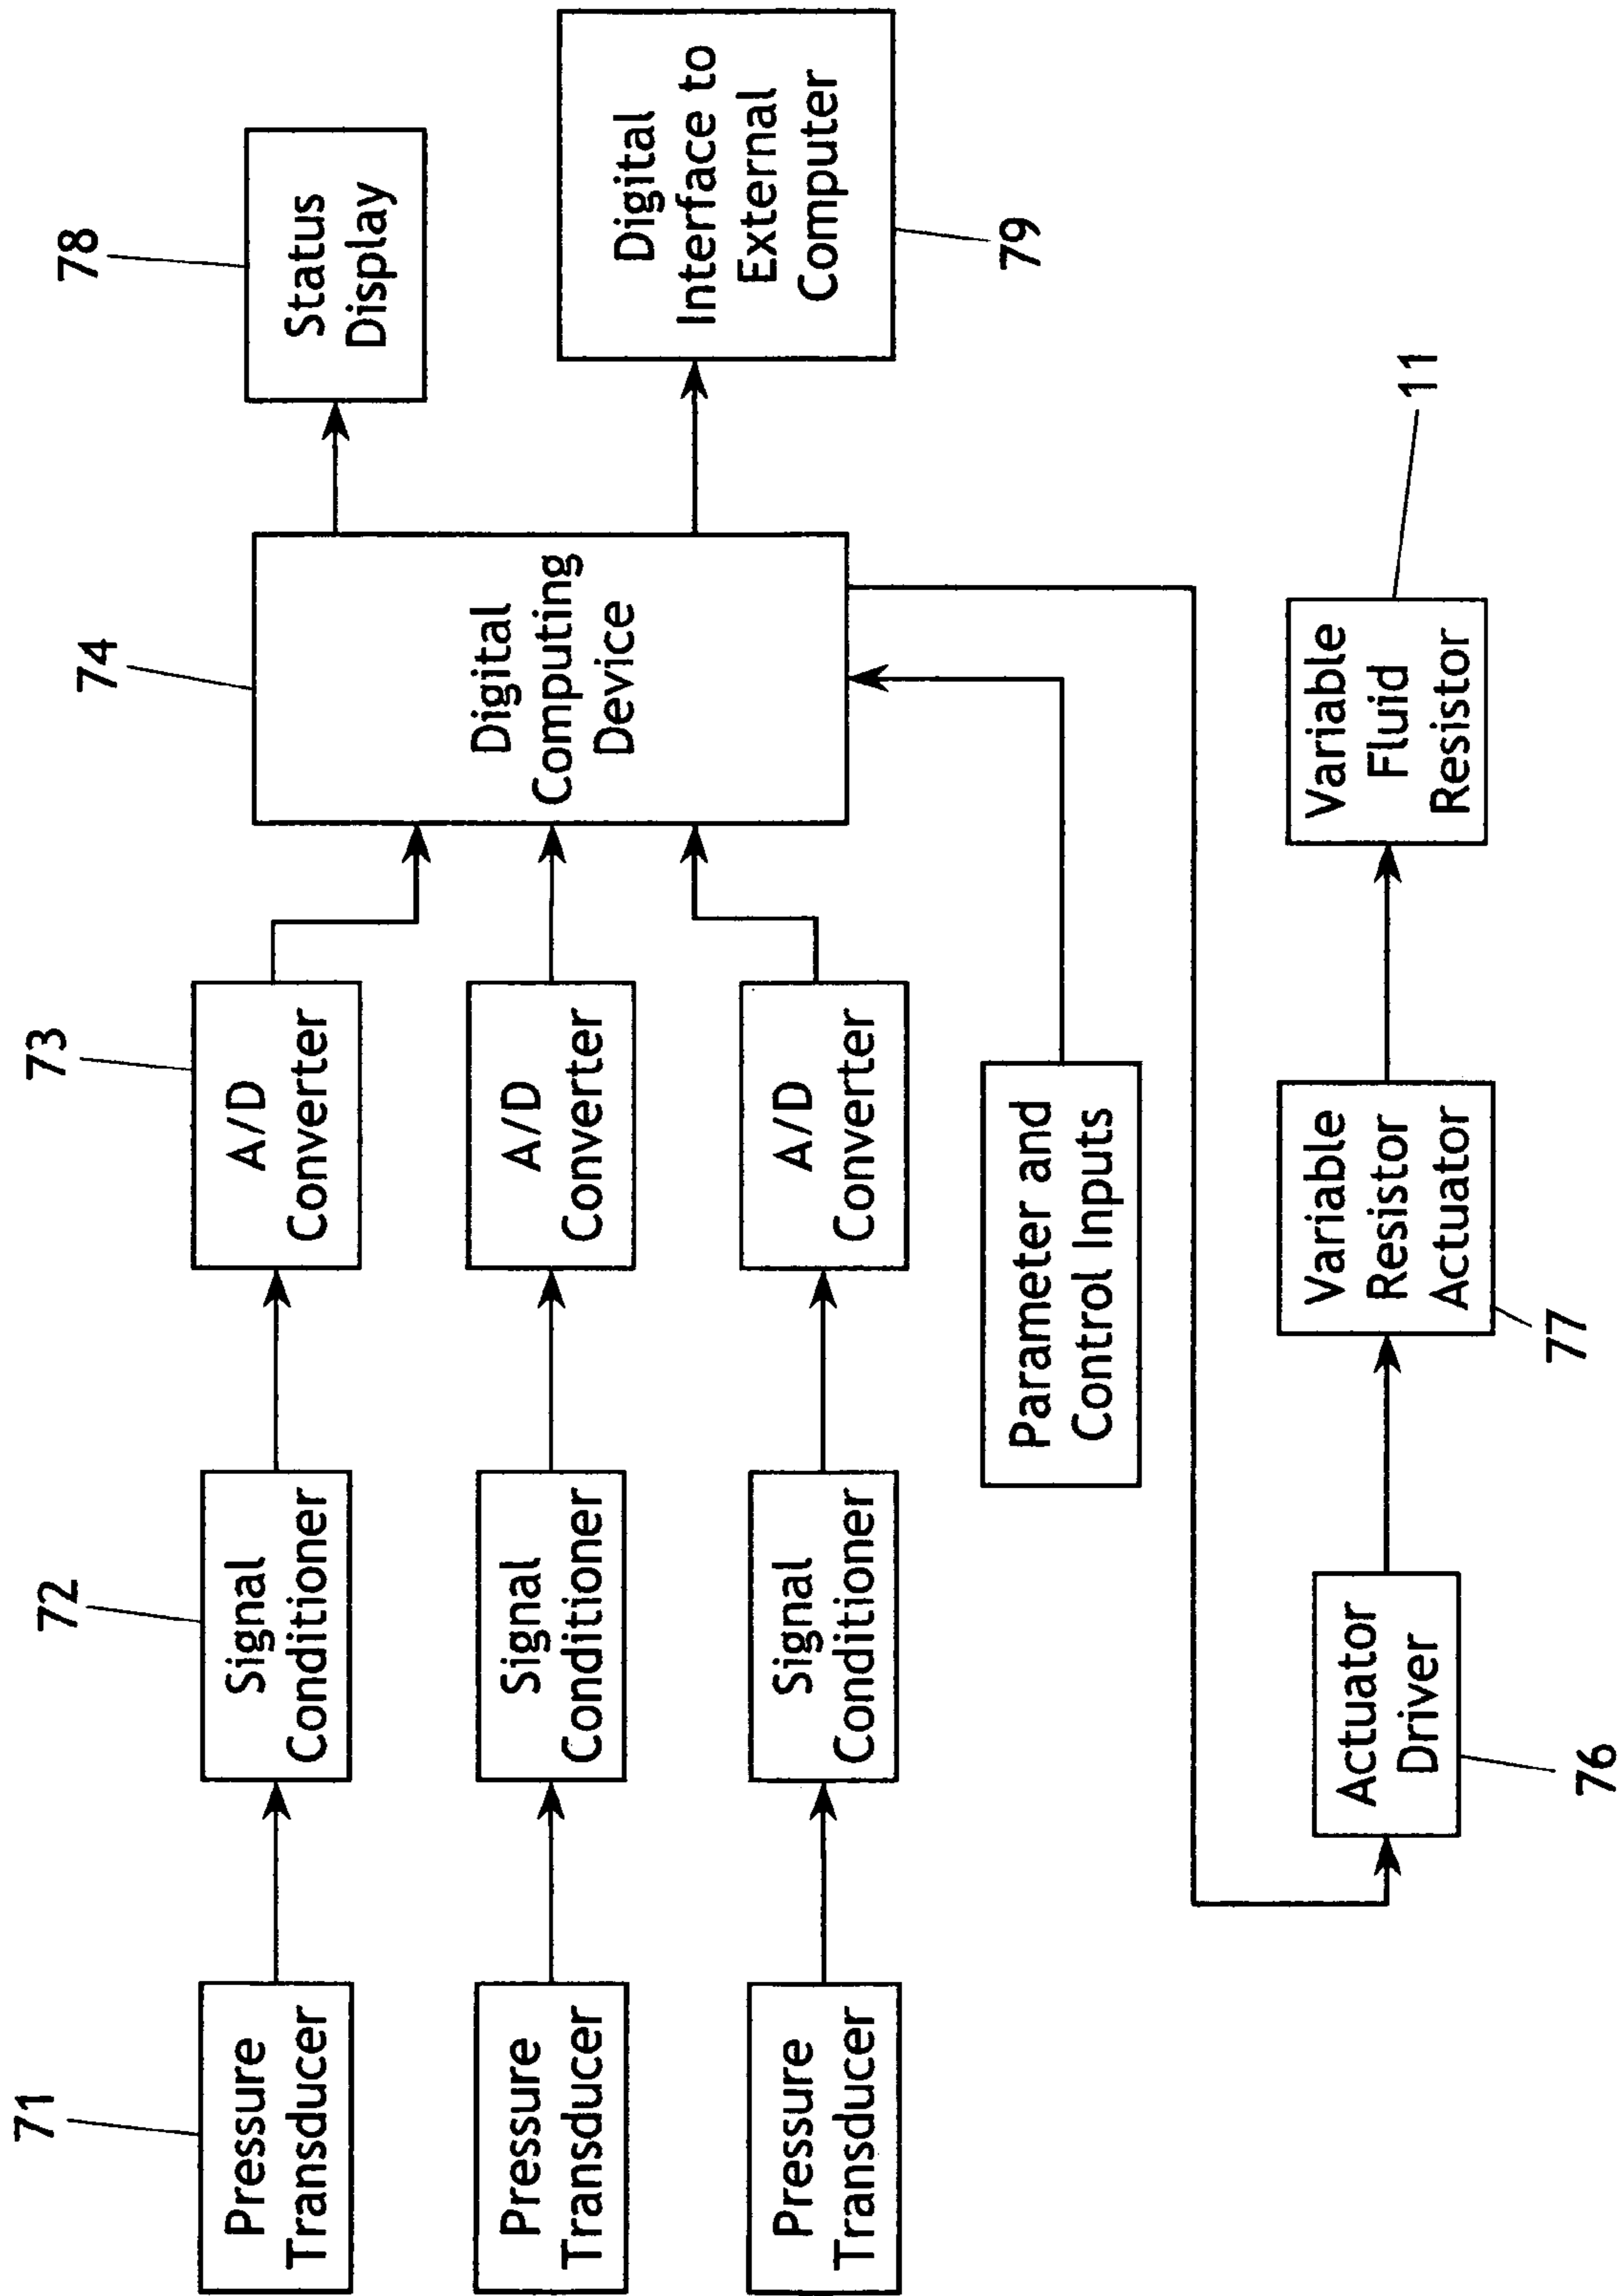 71
Pressure
Transducer
72
Signal
Conditioner
73
A/D
Converter
74
Digital
Computing
Device
78
Status
Display
Pressure
Transducer
Signal
Conditioner
A/D
Converter
Digital
Interface to
External
Computer
79
Pressure
Transducer
Signal
Conditioner
A/D
Converter
Parameter and
Control Inputs
Actuator
Driver
76
Variable
Resistor
Actuator
77
Variable
Fluid
Resistor
11